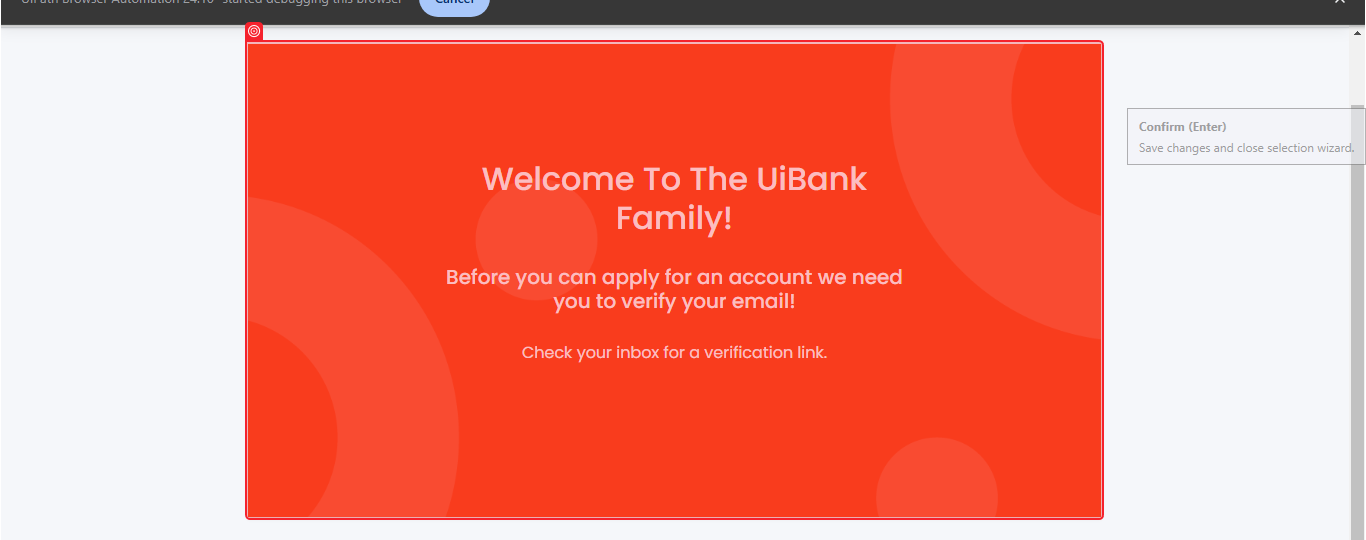 UiPath Browser Automation 24.10" started debugging this browser
Cancel
Confirm (Enter)
Save changes and close selection wizard.
Welcome To The UiBank
Family!
Before you can apply for an account we need
you to verify your email!
Check your inbox for a verification link.